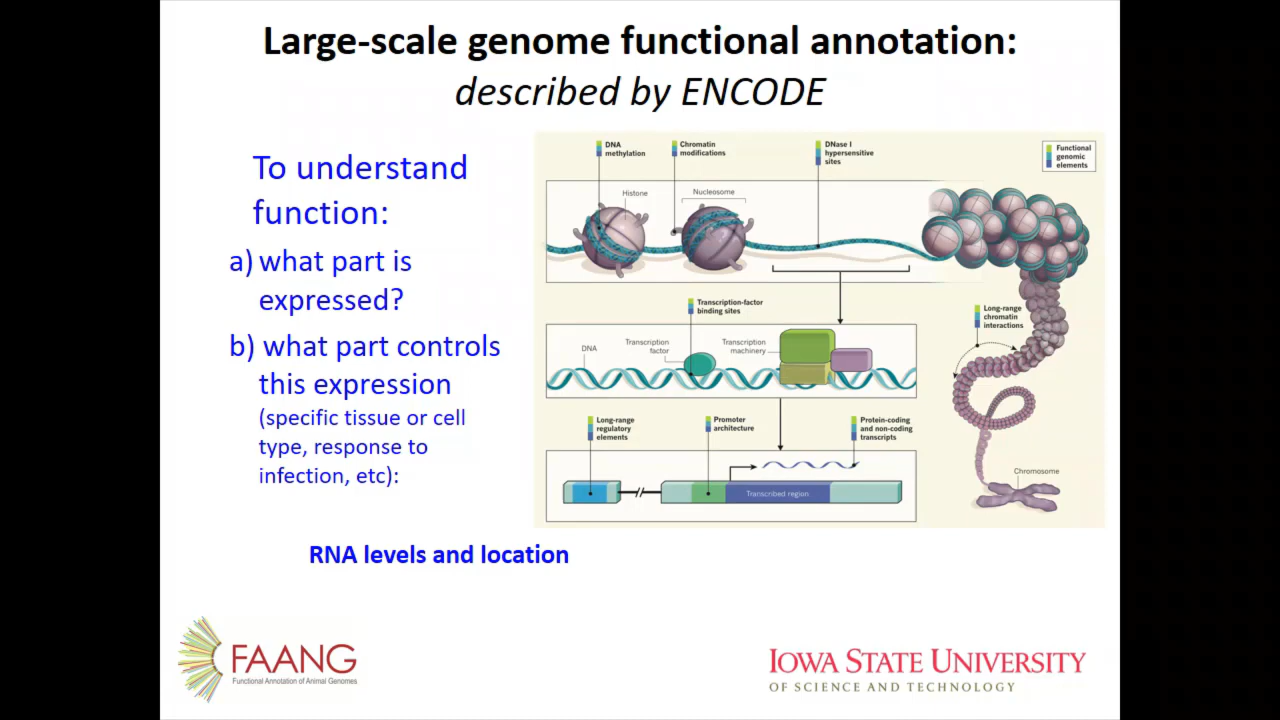 Large-scale genome functional annotation:
described by ENCODE
To understand
function:
a) what part is
expressed?
b) what part controls
this expression
(specific tissue or cell
type, response to
infection, etc):
RNA levels and location
DNA
methylation
Chromatin
modifications
DNase I
hypersensitive
sites
Functional
genomic
elements
Histone
Nucleosome
Transcription-factor
binding sites
Long-range
chromatin
interactions
DNA
Transcription
factor
Transcription
machinery
Long-range
regulatory
elements
Promoter
architecture
Protein-coding
and non-coding
transcripts
Chromosome
Transcribed region
FAANG
Functional Annotation of Animal Genomes
IOWA STATE UNIVERSITY
OF SCIENCE AND TECHNOLOGY